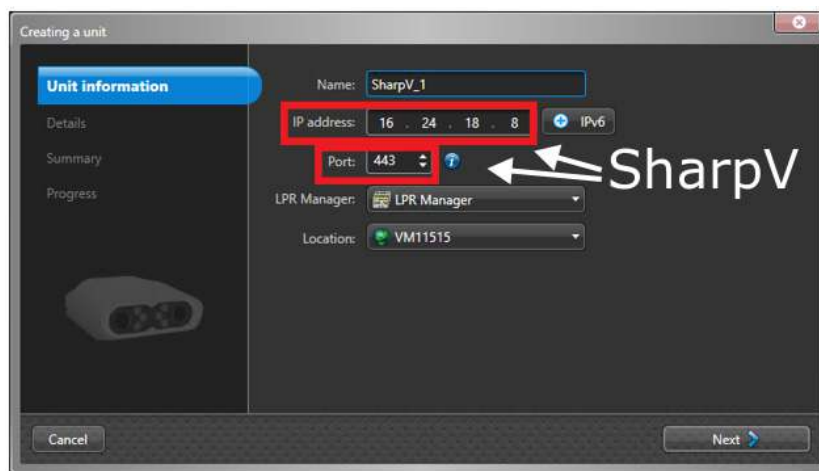 Creating a unit
Unit information
Details
Summary
Progress
Name: SharpV_1
IP address: 16 . 24 . 18 . 8 IPv6
Port: 443
SharpV
LPR Manager: LPR Manager
Location: VM11515
Cancel
Next